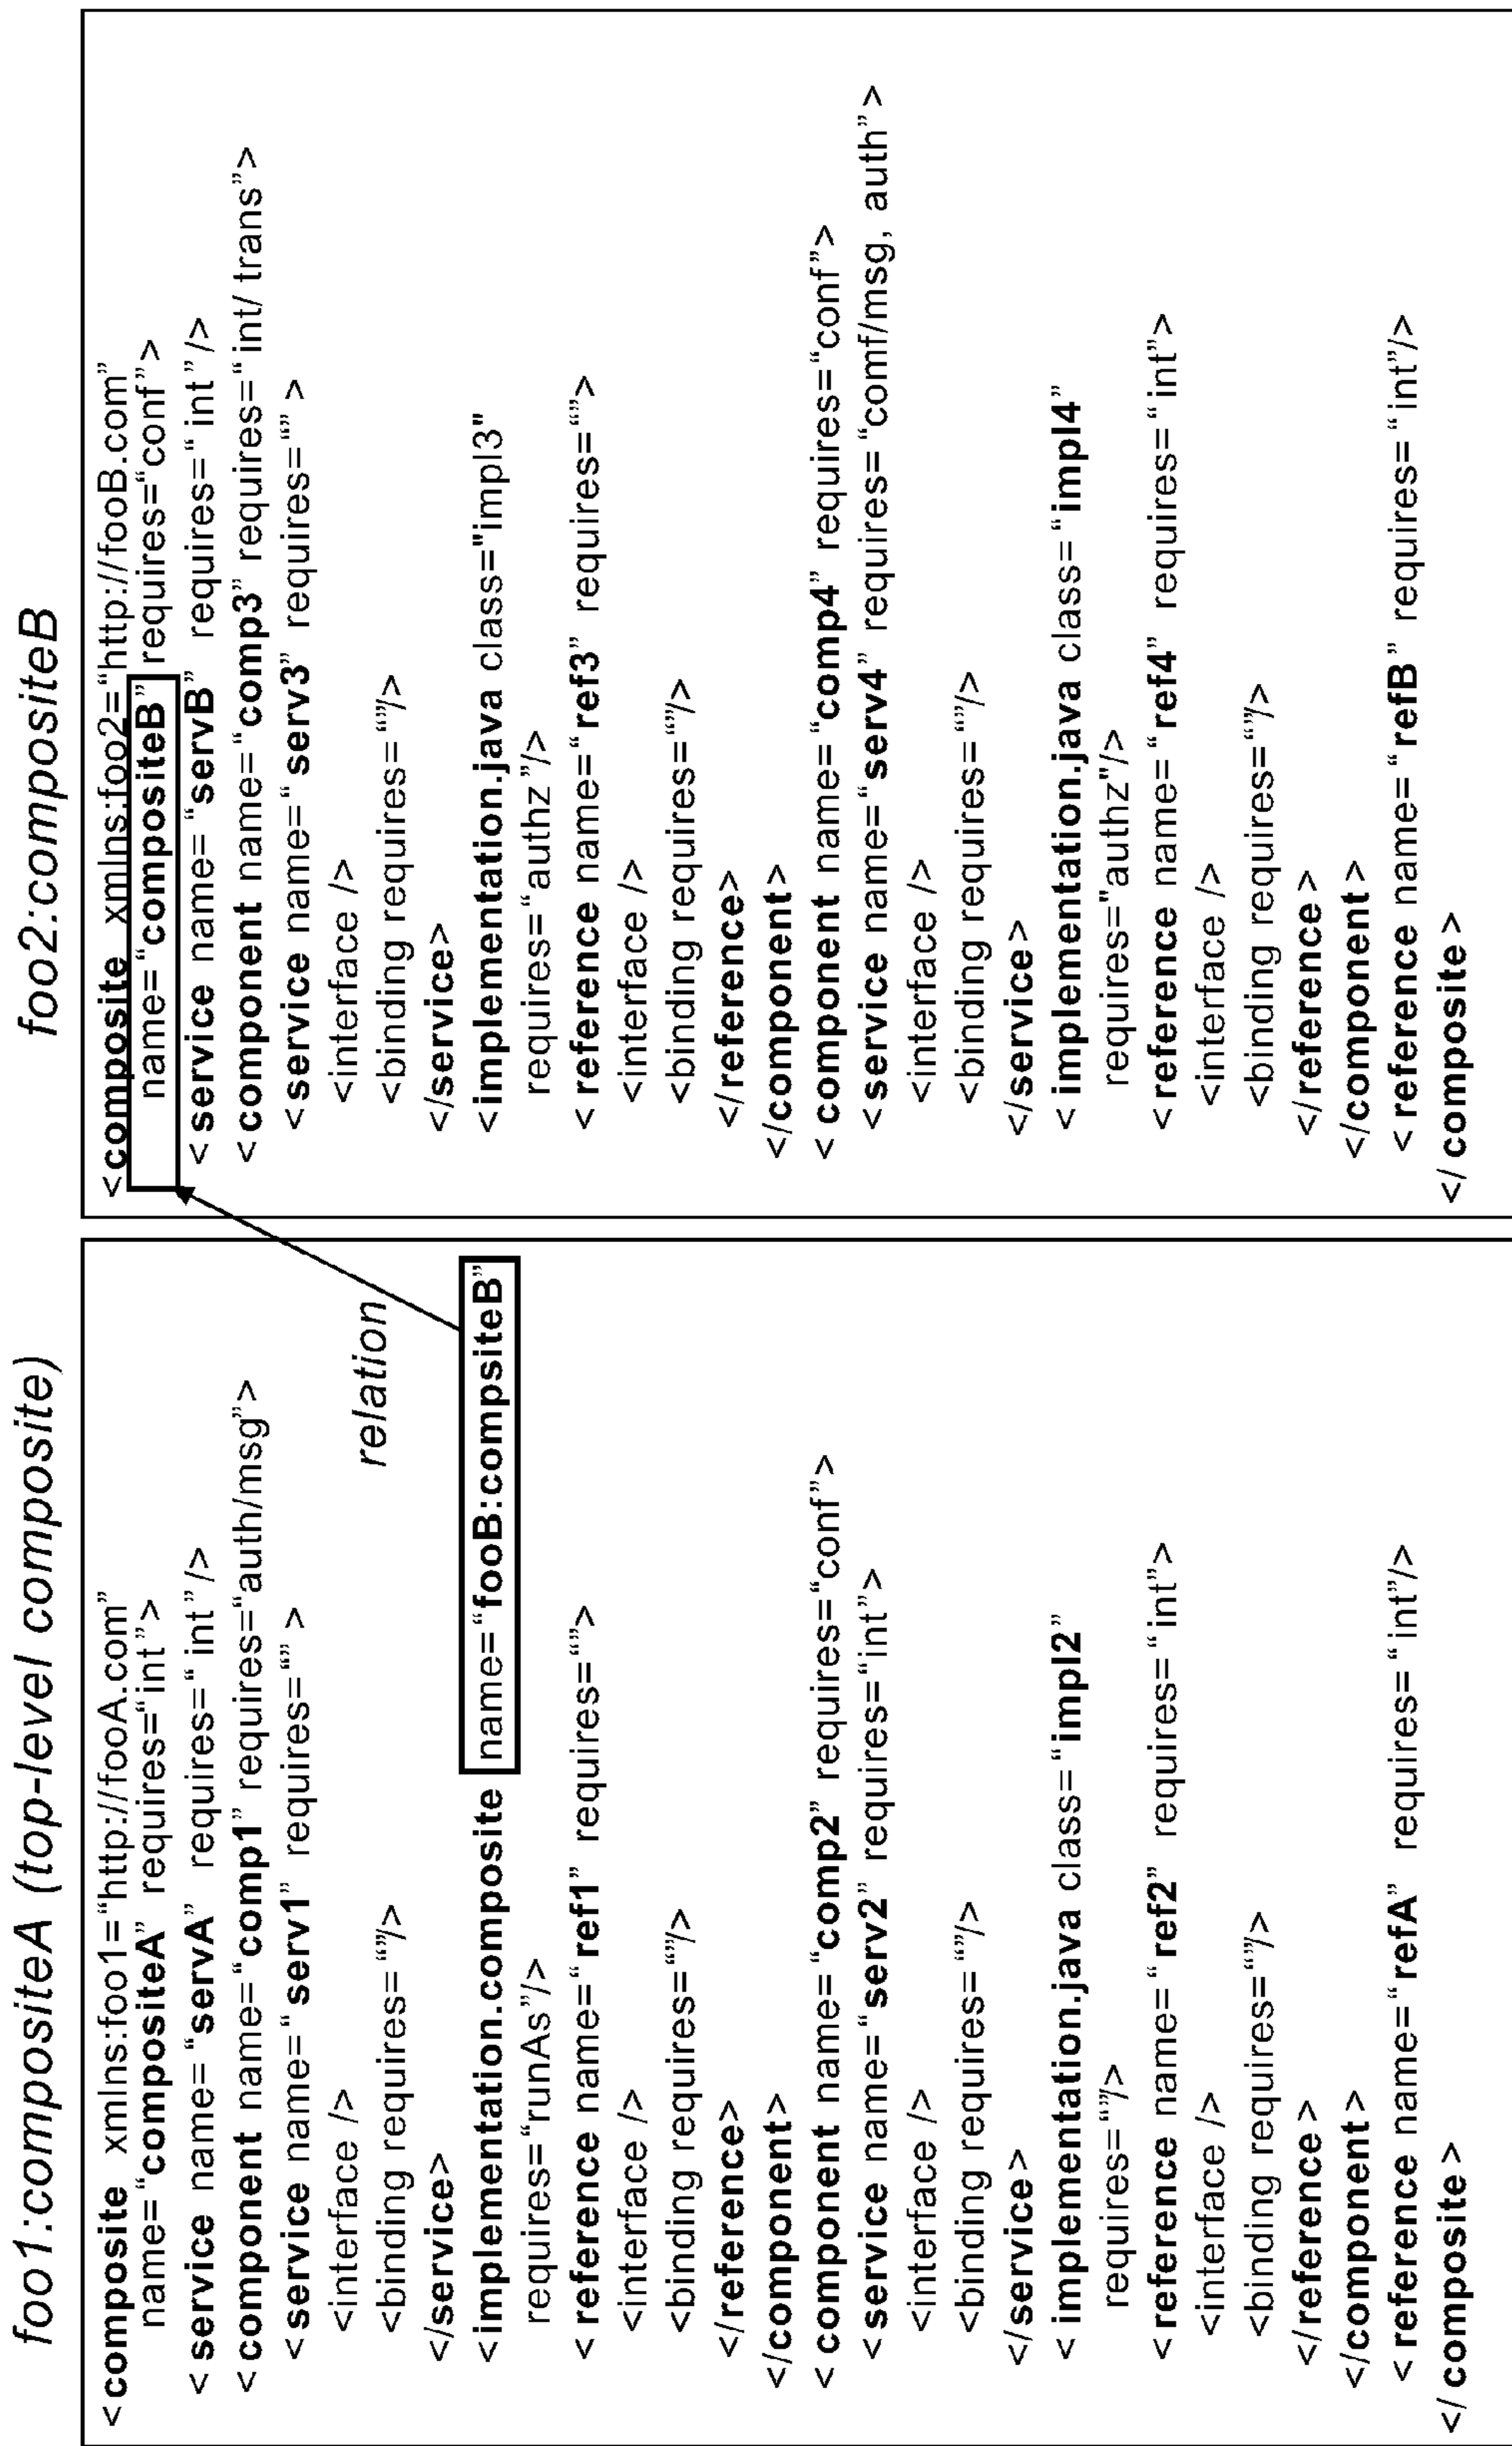 foo1:compositeA (top-level composite)
<composite xmlns:foo1=“http://fooA.com”
name=“compositeA” requires=“int”>
<service name=“servA” requires=“int”/>
<component name=“comp1” requires=“auth/msg”>
<service name=“serv1” requires=“”>
<interface />
<binding requires=“”/>
</service>
<implementation.composite name=“fooB:compsiteB”
requires=“runAs”/>
<reference name=“ref1” requires=“”>
<interface />
<binding requires=“”/>
</reference>
</component>
<component name=“comp2” requires=“conf”>
<service name=“serv2” requires=“int”>
<interface />
<binding requires=“”/>
</service>
<implementation.java class=“impl2”
requires=“”/>
<reference name=“ref2” requires=“int”>
<interface />
<binding requires=“”/>
</reference>
</component>
<reference name=“refA” requires=“int”/>
</composite>
relation
foo2:compositeB
<composite xmlns:foo2=“http://fooB.com”
name=“compositeB” requires=“conf”>
<service name=“servB” requires=“int”/>
<component name=“comp3” requires=“int/ trans”>
<service name=“serv3” requires=“”>
<interface />
<binding requires=“”/>
</service>
<implementation.java class="impl3"
requires=“authz”/>
<reference name=“ref3” requires=“”>
<interface />
<binding requires=“”/>
</reference>
</component>
<component name=“comp4” requires=“conf”>
<service name=“serv4” requires=“comf/msg, auth”>
<interface />
<binding requires=“”/>
</service>
<implementation.java class=“impl4”
requires="authz"/>
<reference name=“ref4” requires=“int”>
<interface />
<binding requires=“”/>
</reference>
</component>
<reference name=“refB” requires=“int”/>
</composite>